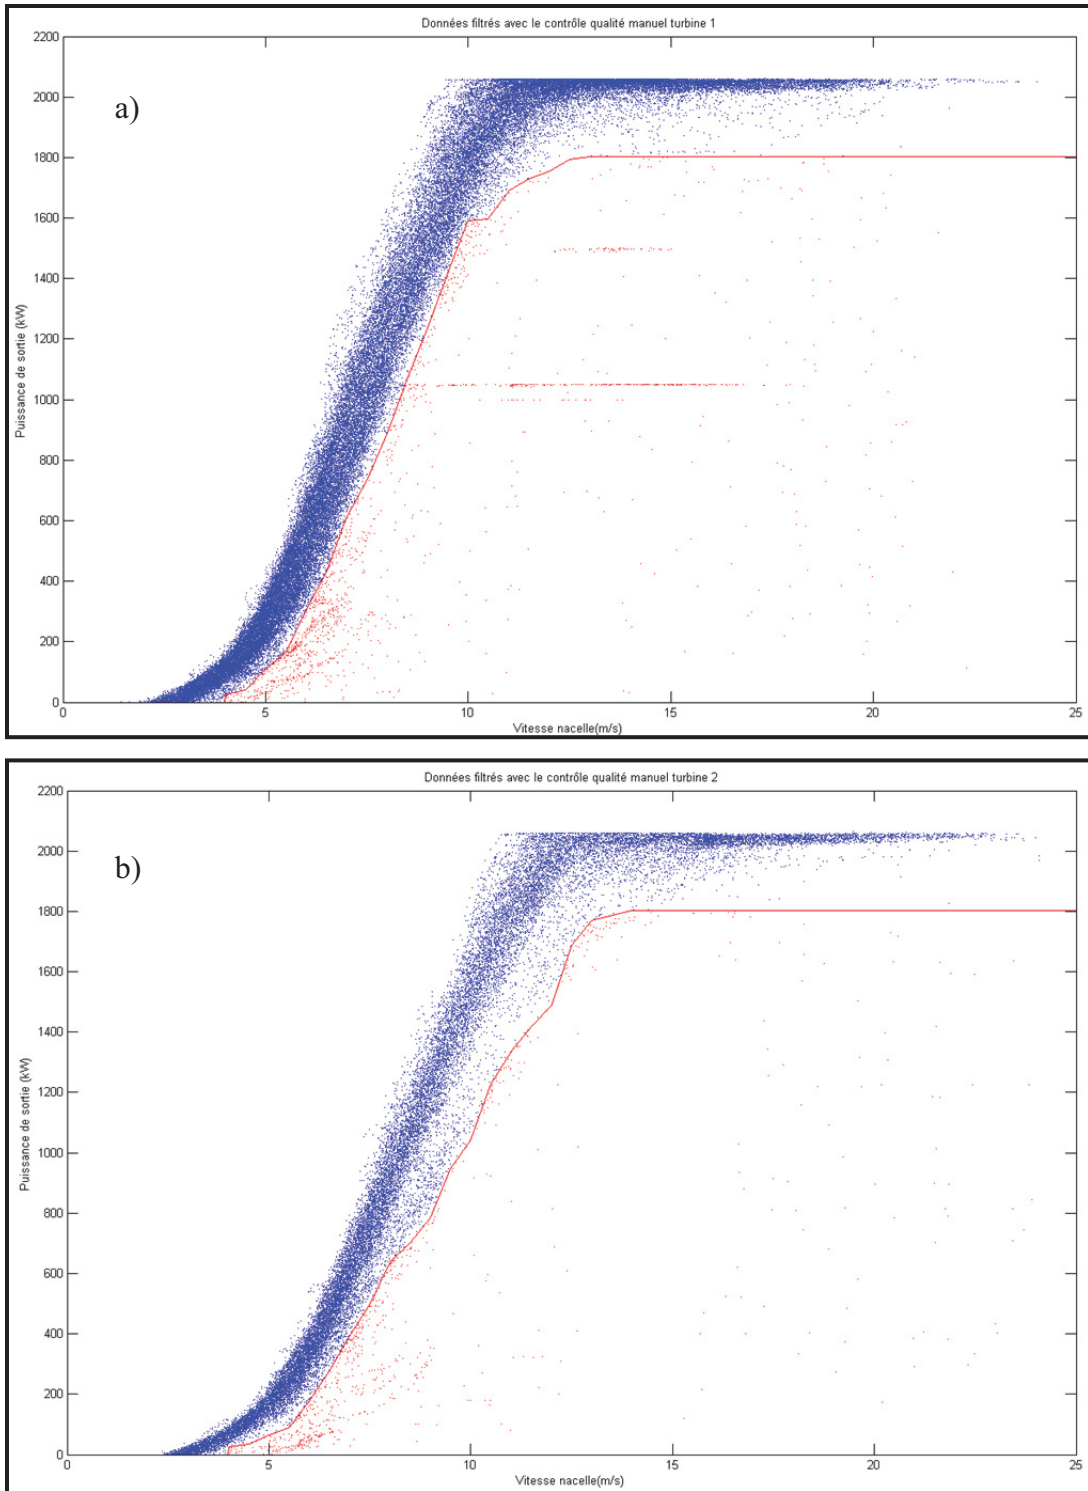 Données filtrés avec le contrôle qualité manuel turbine 1
a)
2200
2000
1800
1600
1400
1200
1000
800
600
400
200
0
Puissance de sortie (kW)
0 5 10 15 20 25
Vitesse nacelle(m/s)
Données filtrés avec le contrôle qualité manuel turbine 2
b)
2200
2000
1800
1600
1400
1200
1000
800
600
400
200
0
Puissance de sortie (kW)
0 5 10 15 20 25
Vitesse nacelle(m/s)